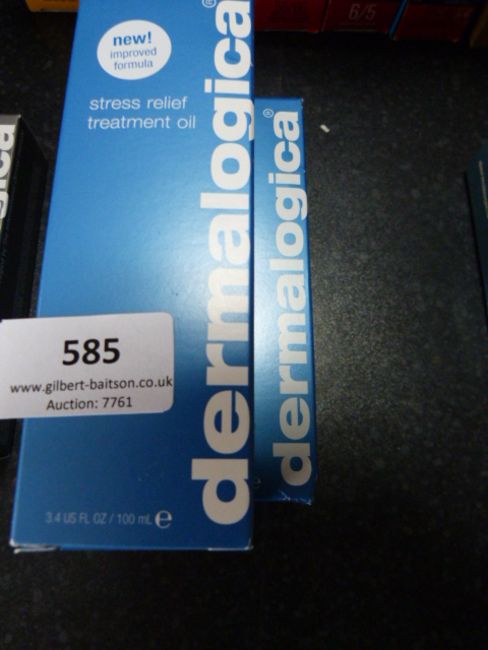 new!
improved
formula
stress relief
treatment oil
dermalogica®
dermalogica®
585
www.gilbert-baitson.co.uk
Auction: 7761
3.4 US FL OZ / 100 mL e
e
6/5
gica